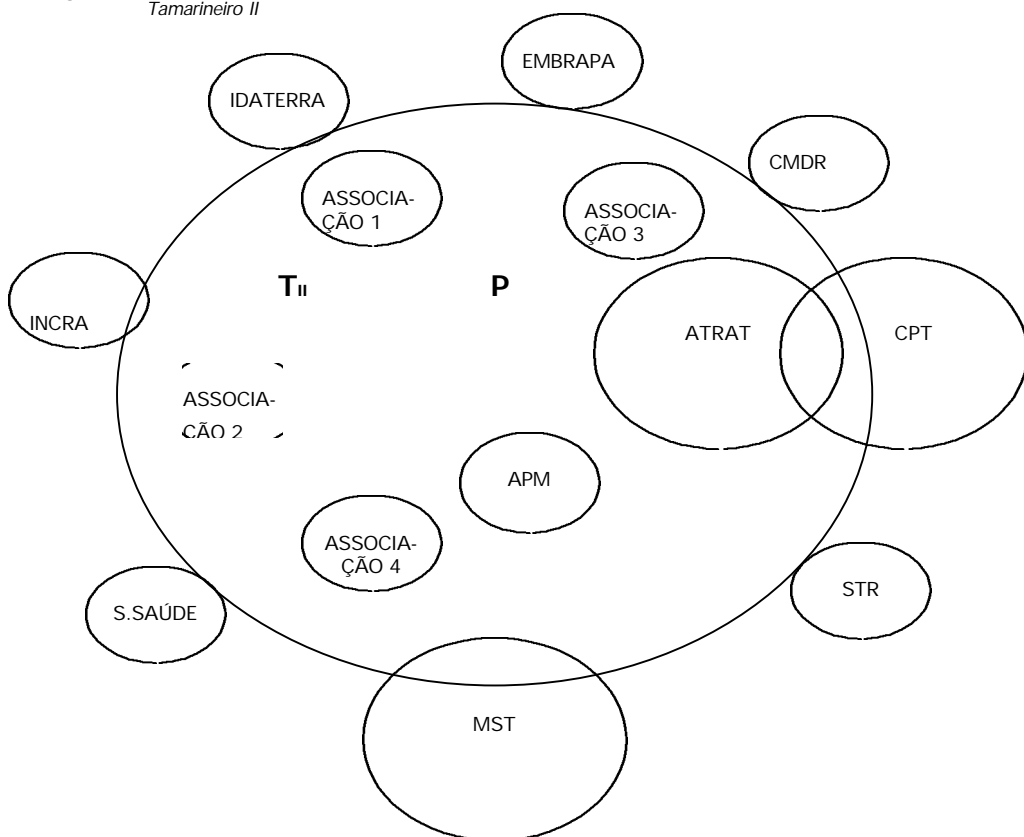 Tamarineiro II
EMBRAPA
IDATERRA
CMDR
ASSOCIA-
ÇÃO 1
ASSOCIA-
ÇÃO 3
TII
P
INCRA
ATRAT
CPT
ASSOCIA-
ÇÃO 2
APM
ASSOCIA-
ÇÃO 4
STR
S.SAÚDE
MST